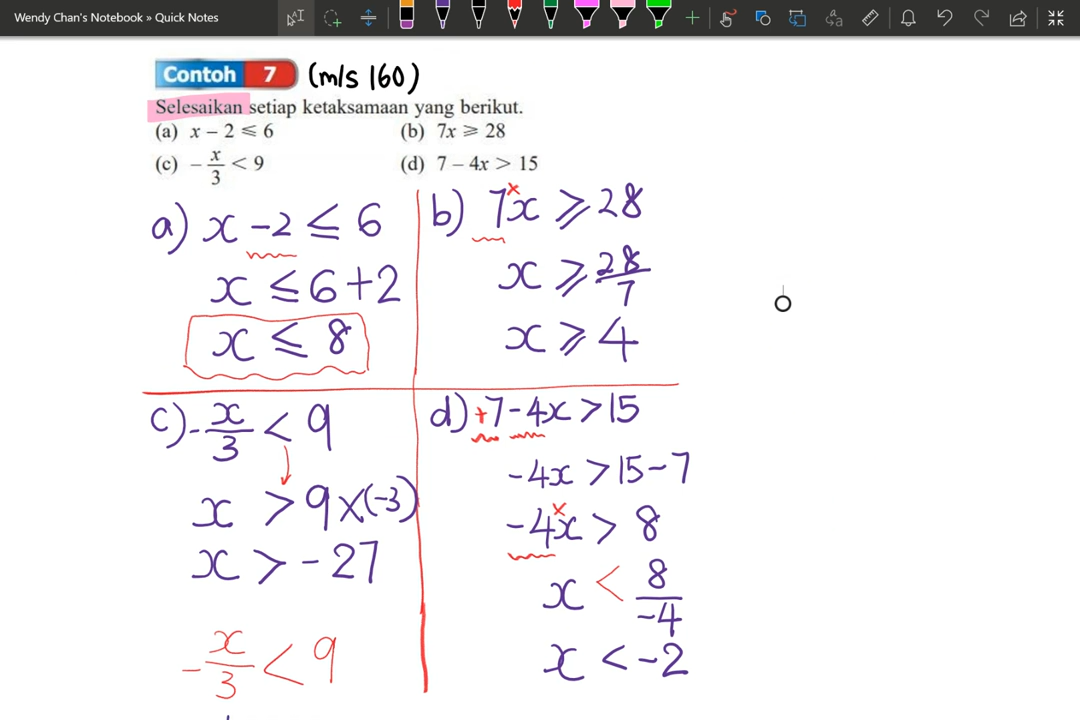 Wendy Chan's Notebook » Quick Notes
Contoh 7 (m/s 160)
Selesaikan setiap ketaksamaan yang berikut.
(a) x – 2 ⩽ 6 (b) 7x ⩾ 28
(c) –x/3 < 9 (d) 7 – 4x > 15
a) x -2 ≤ 6
x ≤ 6+2
x ≤ 8
b) 7x ⩾ 28
x
x ⩾ 28/7
x ⩾ 4
c) -x/3 < 9
x > 9×(-3)
x > -27
-x/3 < 9
d) +7-4x > 15
-4x > 15-7
x
-4x > 8
x < 8/-4
x < -2